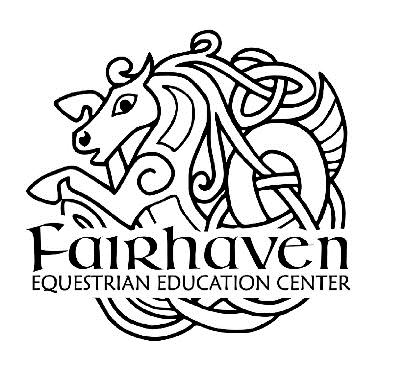 Fairhaven
EQUESTRIAN EDUCATION CENTER